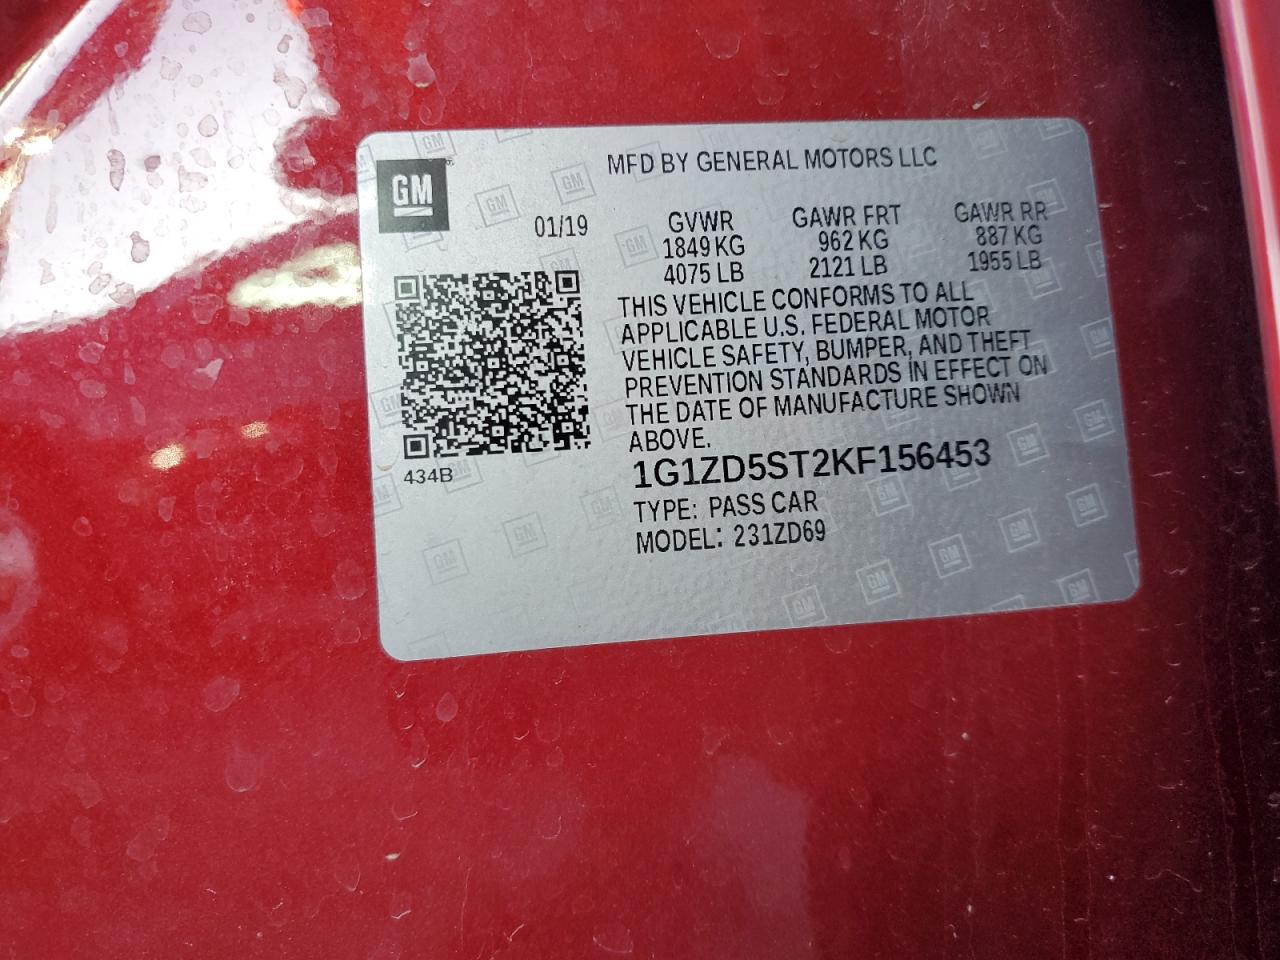 GM
MFD BY GENERAL MOTORS LLC
01/19
GVWR GAWR FRT GAWR RR
1849 KG 962 KG 887 KG
4075 LB 2121 LB 1955 LB
THIS VEHICLE CONFORMS TO ALL
APPLICABLE U.S. FEDERAL MOTOR
VEHICLE SAFETY, BUMPER, AND THEFT
PREVENTION STANDARDS IN EFFECT ON
THE DATE OF MANUFACTURE SHOWN
ABOVE.
434B
1G1ZD5ST2KF156453
TYPE: PASS CAR
MODEL: 231ZD69